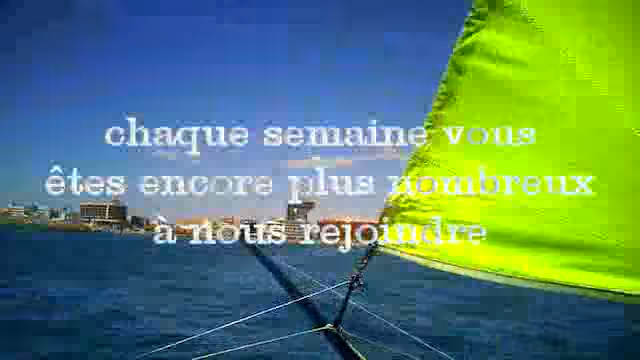 chaque semaine vous
êtes encore plus nombreux
à nous rejoindre